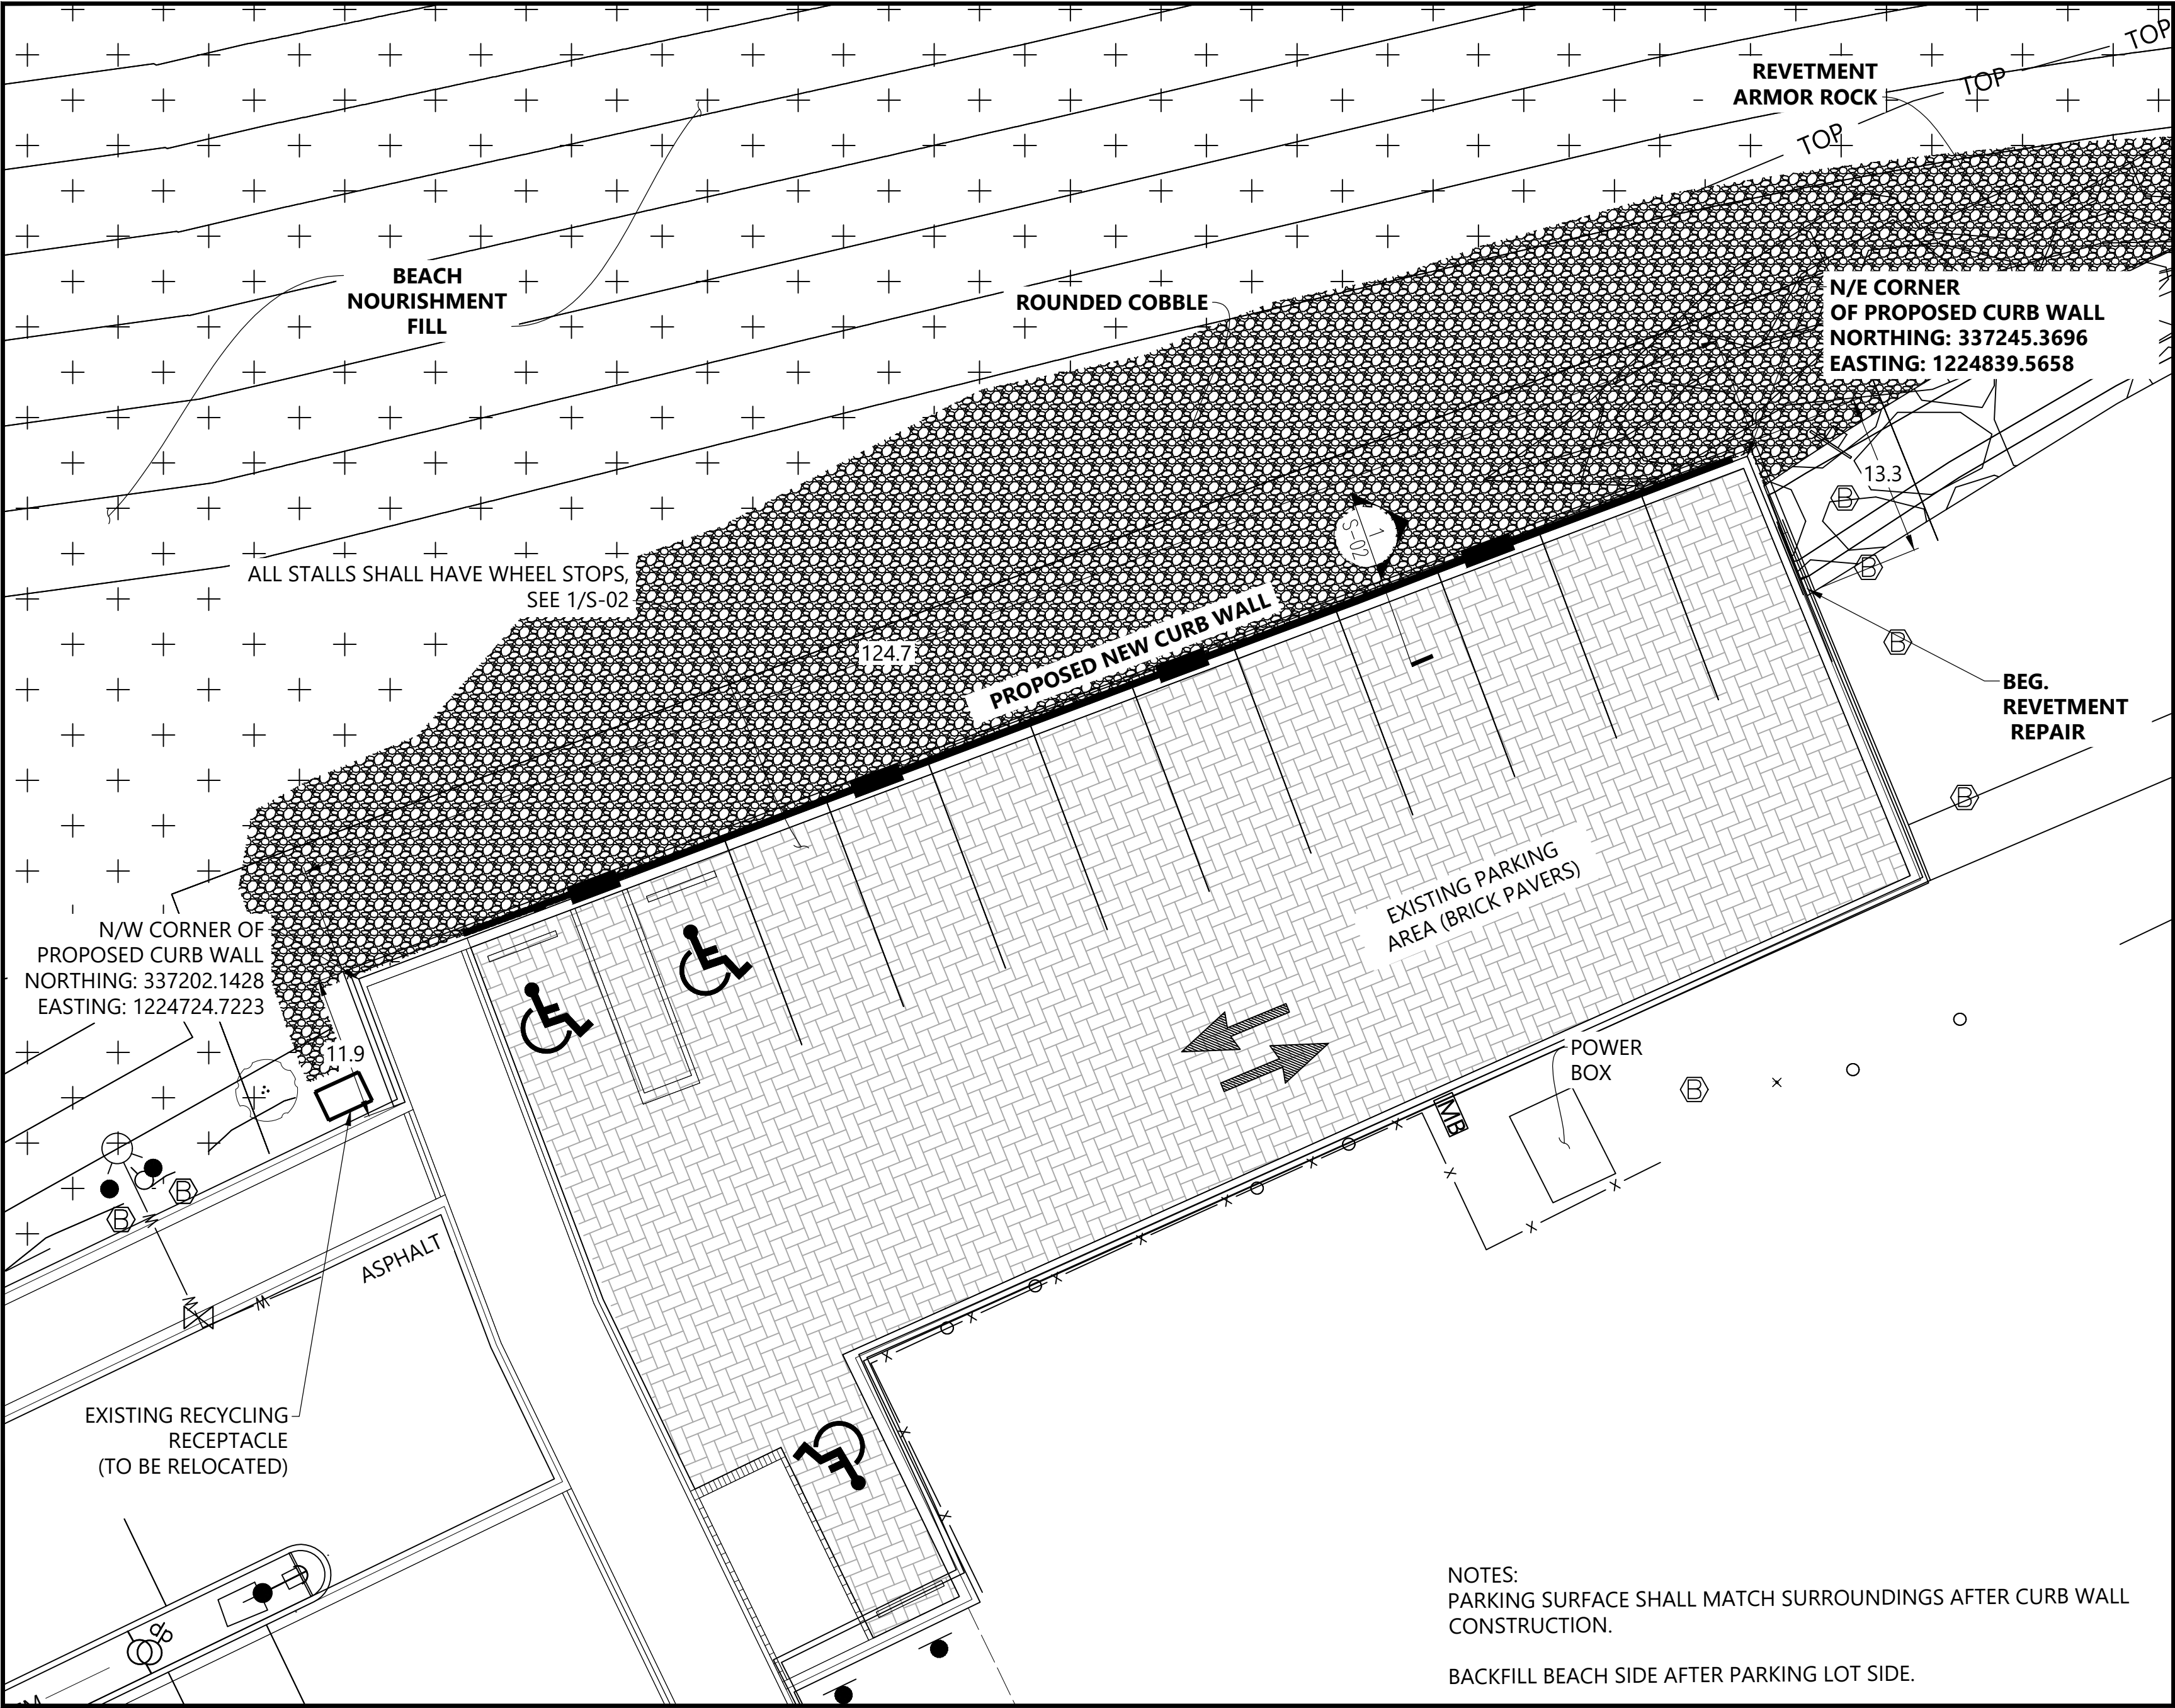 TOP
TOP
TOP
REVETMENT
ARMOR ROCK
BEACH
NOURISHMENT
FILL
ROUNDED COBBLE
N/E CORNER
OF PROPOSED CURB WALL
NORTHING: 337245.3696
EASTING: 1224839.5658
13.3
B
B
B
B
1
S-02
ALL STALLS SHALL HAVE WHEEL STOPS,
SEE 1/S-02
124.7
PROPOSED NEW CURB WALL
BEG.
REVETMENT
REPAIR
EXISTING PARKING
AREA (BRICK PAVERS)
N/W CORNER OF
PROPOSED CURB WALL
NORTHING: 337202.1428
EASTING: 1224724.7223
11.9
POWER
BOX
B
MB
B
B
W
W
W
ASPHALT
EXISTING RECYCLING
RECEPTACLE
(TO BE RELOCATED)
NOTES:
PARKING SURFACE SHALL MATCH SURROUNDINGS AFTER CURB WALL
CONSTRUCTION.
BACKFILL BEACH SIDE AFTER PARKING LOT SIDE.